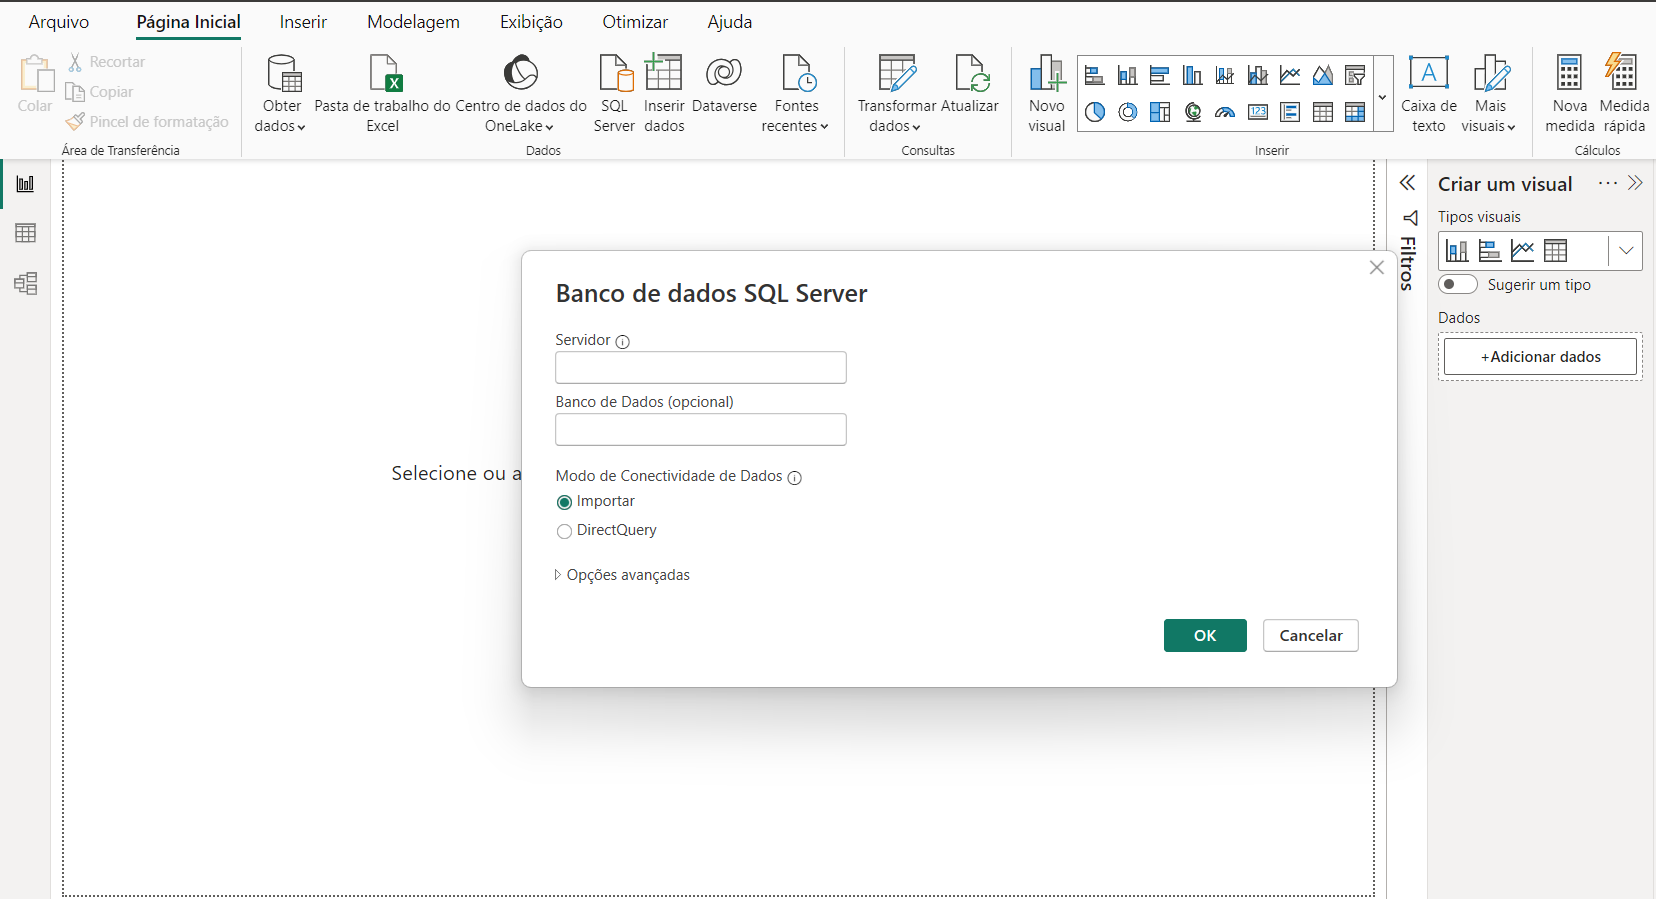 Arquivo
Página Inicial
Inserir
Modelagem
Exibição
Otimizar
Ajuda
Colar
Recortar
Copiar
Pincel de formatação
Área de Transferência
Obter
dados
Pasta de trabalho do
Excel
Centro de dados do
OneLake
SQL
Server
Inserir
dados
Dataverse
Fontes
recentes
Dados
Transformar
dados
Atualizar
Consultas
Novo
visual
123
Inserir
A
Caixa de
texto
Mais
visuais
Nova
medida
Medida
rápida
Cálculos
Selecione ou a
Banco de dados SQL Server
Servidor
Banco de Dados (opcional)
Modo de Conectividade de Dados
Importar
DirectQuery
Opções avançadas
OK
Cancelar
Filtros
Criar um visual
Tipos visuais
Sugerir um tipo
Dados
+Adicionar dados